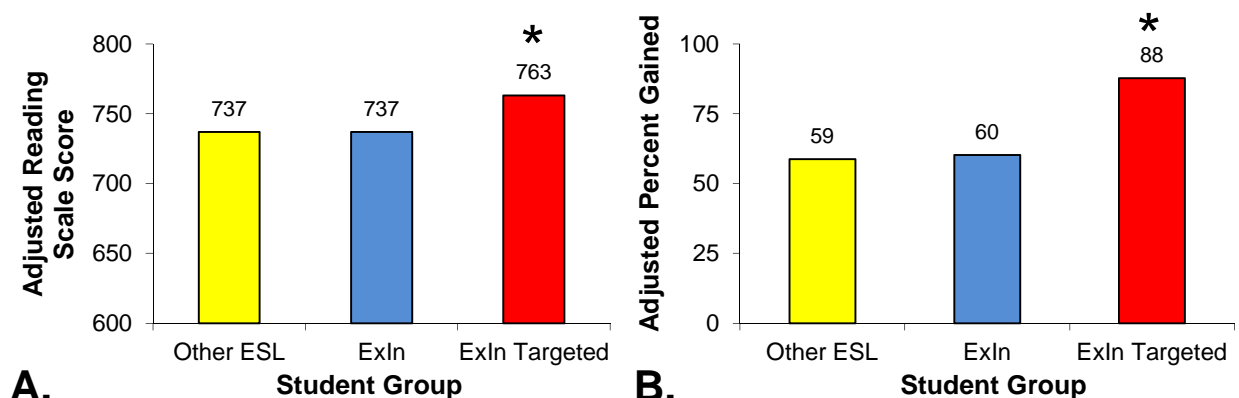 Adjusted Reading
Scale Score
800
750
700
650
600
737
737
*
763
Other ESL
ExIn
ExIn Targeted
Student Group
A.
Adjusted Percent Gained
100
75
50
25
0
59
60
*
88
Other ESL
ExIn
ExIn Targeted
Student Group
B.